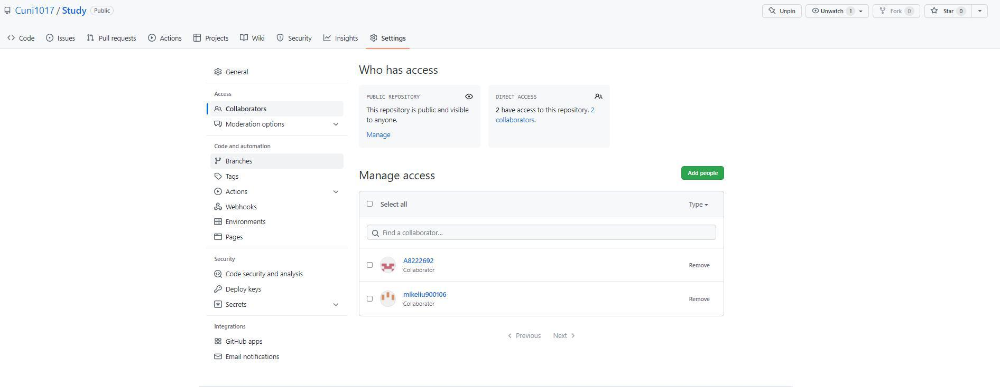 Cuni1017 / Study Public
Unpin
Unwatch 1
Fork 0
Star 0
Code
Issues
Pull requests
Actions
Projects
Wiki
Security
Insights
Settings
General
Access
Collaborators
Moderation options
Code and automation
Branches
Tags
Actions
Webhooks
Environments
Pages
Security
Code security and analysis
Deploy keys
Secrets
Integrations
GitHub apps
Email notifications
Who has access
PUBLIC REPOSITORY
This repository is public and visible
to anyone.
Manage
DIRECT ACCESS
2 have access to this repository. 2
collaborators.
Manage access
Add people
Select all
Type
Find a collaborator...
A8222692
Collaborator
Remove
mikeliu900106
Collaborator
Remove
Previous
Next